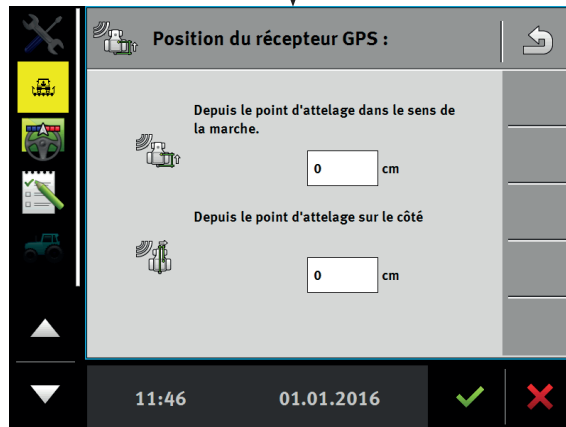 Position du récepteur GPS :
Depuis le point d'attelage dans le sens de
la marche.
0 cm
Depuis le point d'attelage sur le côté
0 cm
11:46 01.01.2016